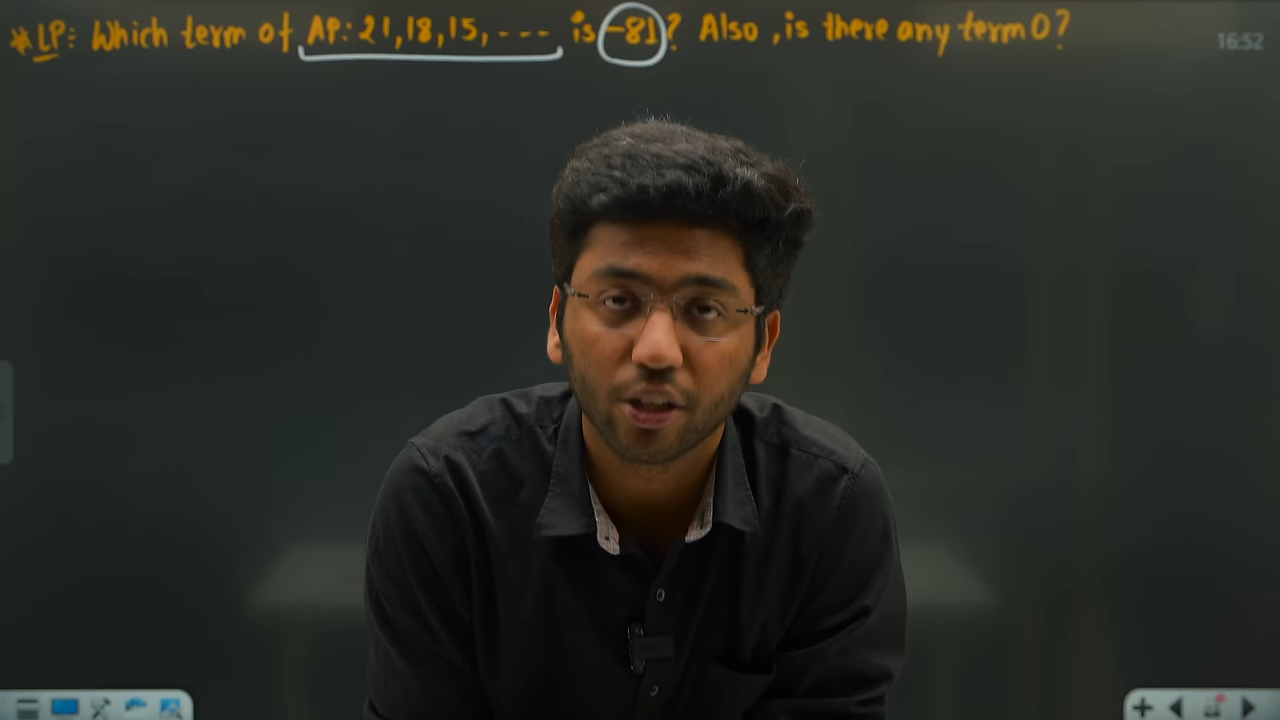 *LP: Which term of AP: 21, 18, 15, --- is -81? Also, is there any term 0?
16:52